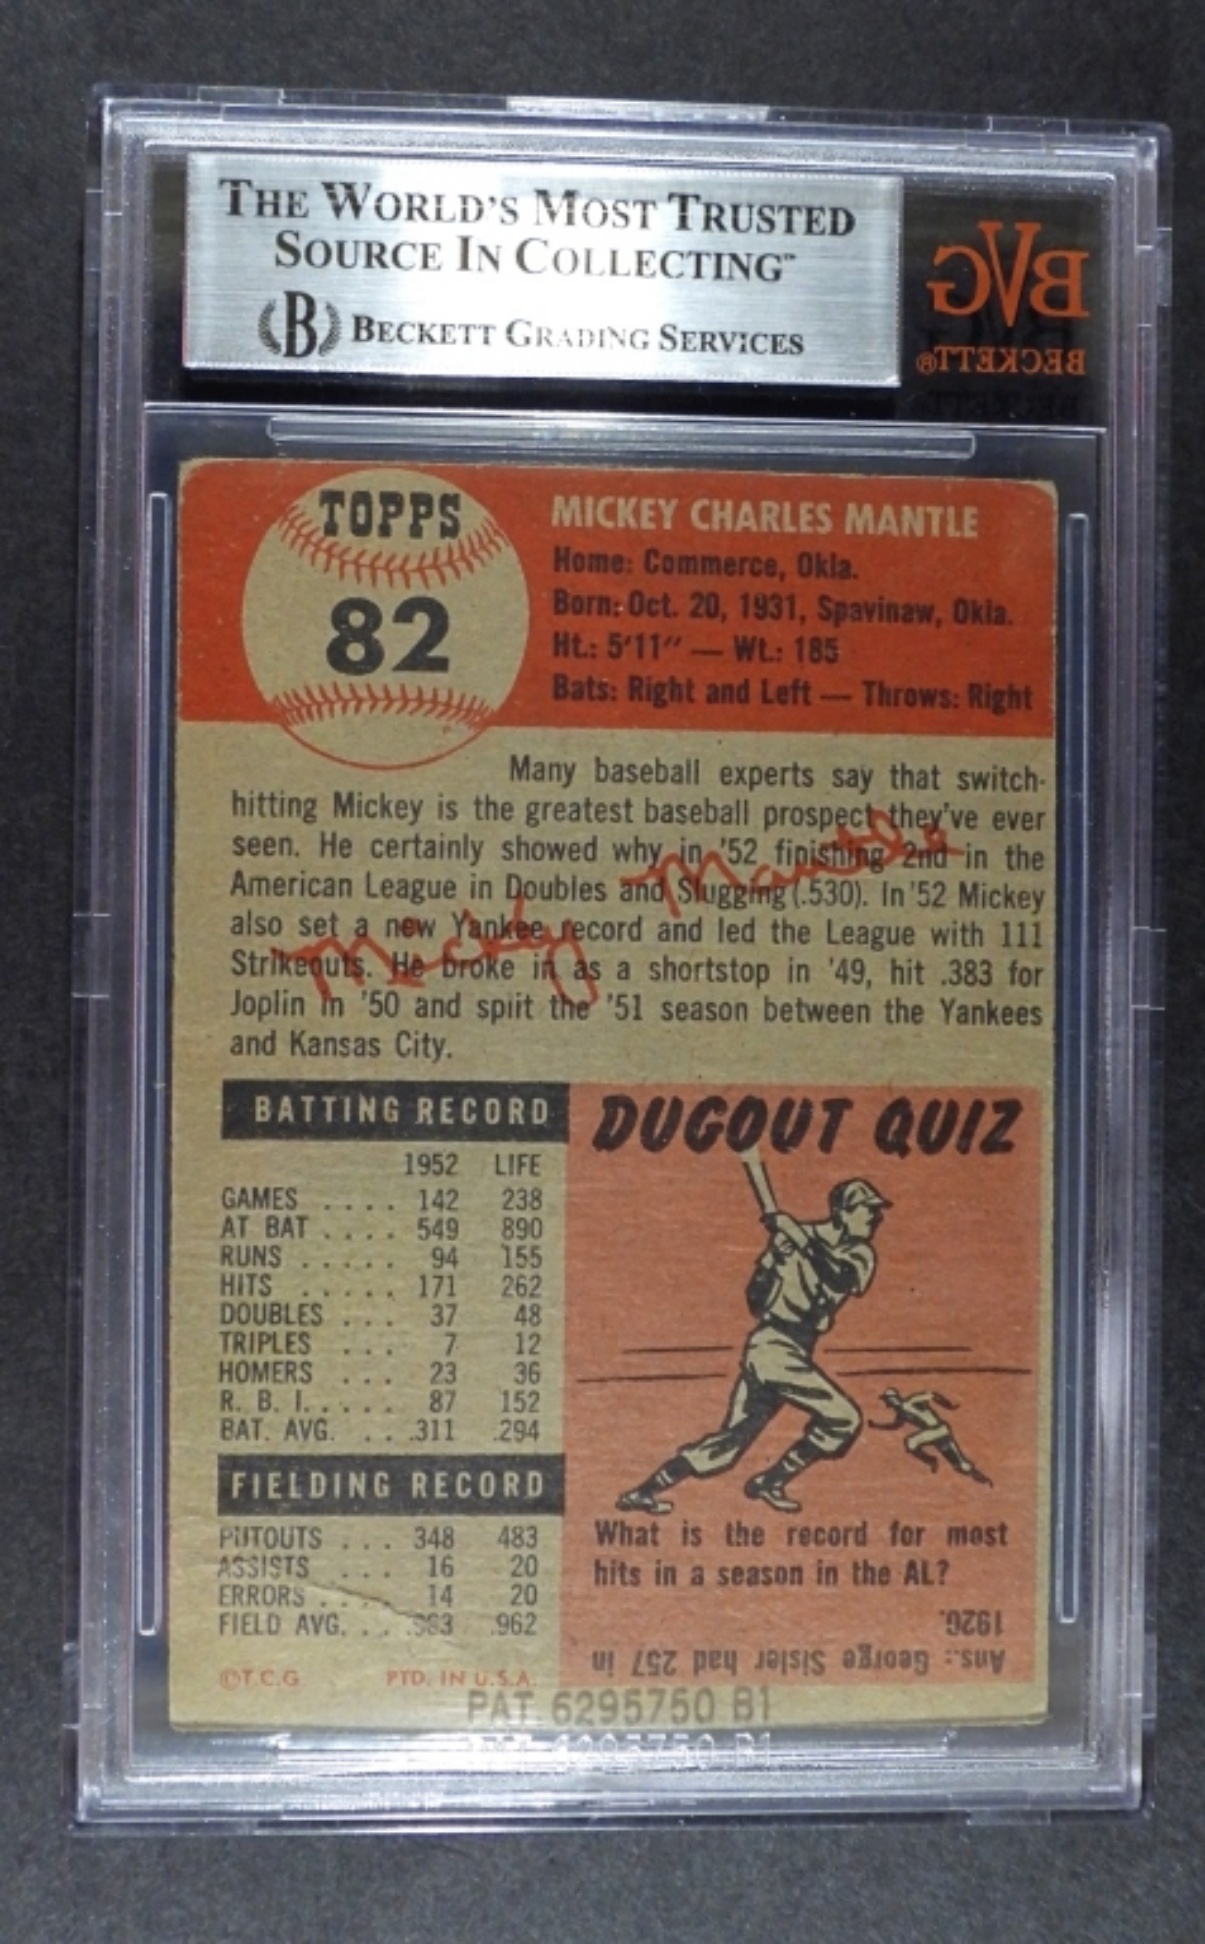 THE WORLD'S MOST TRUSTED
SOURCE IN COLLECTING™
B BECKETT GRADING SERVICES
BVG
BECKETT®
TOPPS
82
MICKEY CHARLES MANTLE
Home: Commerce, Okla.
Born: Oct. 20, 1931, Spavinaw, Okla.
Ht.: 5'11" — Wt.: 185
Bats: Right and Left — Throws: Right
Many baseball experts say that switch-
hitting Mickey is the greatest baseball prospect they've ever
seen. He certainly showed why in '52 finishing 2nd in the
American League in Doubles and Slugging (.530). In '52 Mickey
also set a new Yankee record and led the League with 111
Strikeouts. He broke in as a shortstop in '49, hit .383 for
Joplin in '50 and spilt the '51 season between the Yankees
and Kansas City.
Micky Mantle
BATTING RECORD
1952 LIFE
GAMES .... 142 238
AT BAT .... 549 890
RUNS ..... 94 155
HITS ..... 171 262
DOUBLES ... 37 48
TRIPLES ... 7 12
HOMERS ... 23 36
R. B. I. .... 87 152
BAT. AVG. ... .311 .294
FIELDING RECORD
PUTOUTS ... 348 483
ASSISTS .... 16 20
ERRORS .... 14 20
FIELD AVG. ... .963 .962
©T.C.G PTD. IN U.S.A.
DUGOUT QUIZ
What is the record for most
hits in a season in the AL?
Ans.: George Sisler had 257 in
1920.
PAT 6295750 B1